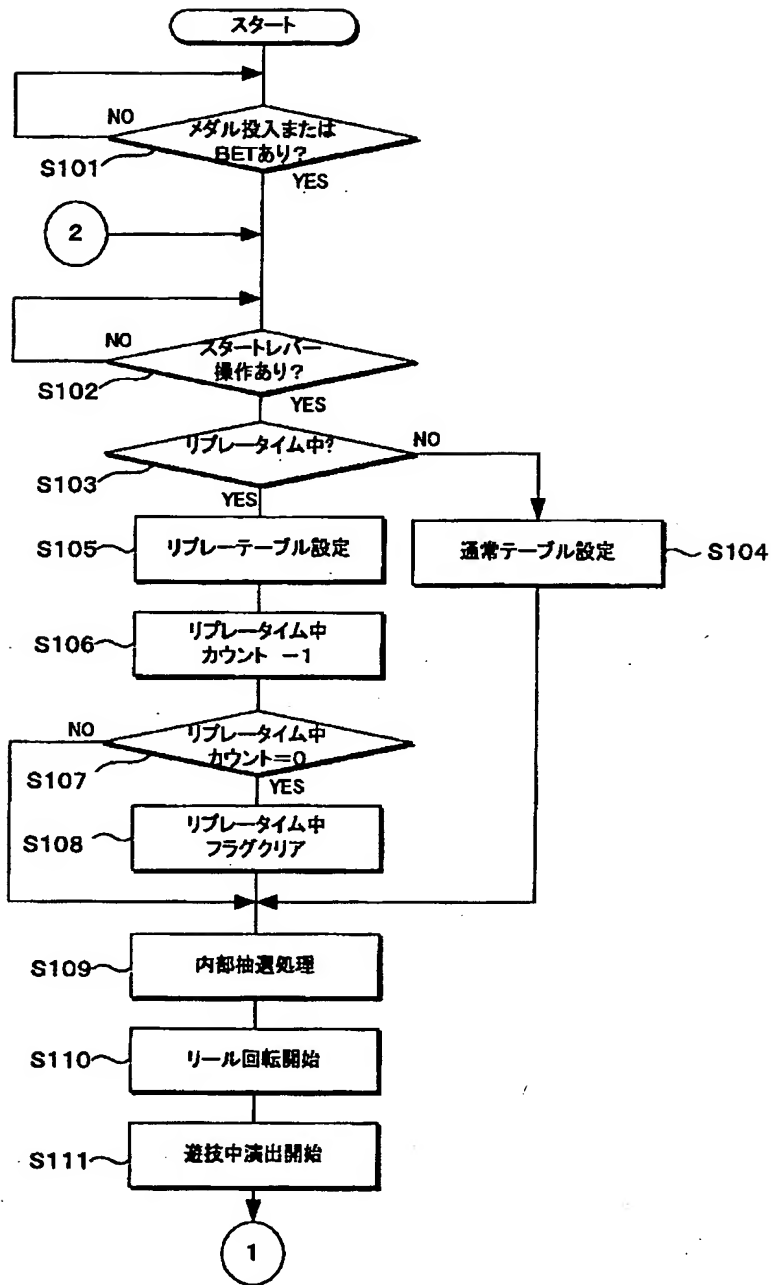 スタート
NO
メダル投入または
BETあり?
S101
YES
2
NO
スタートレバー
操作あり?
S102
YES
リプレータイム中?
NO
S103
YES
S105
リプレーテーブル設定
通常テーブル設定
S104
S106
リプレータイム中
カウント −1
NO
リプレータイム中
カウント=0
S107
YES
S108
リプレータイム中
フラグクリア
S109
内部抽選処理
S110
リール回転開始
S111
遊技中演出開始
1